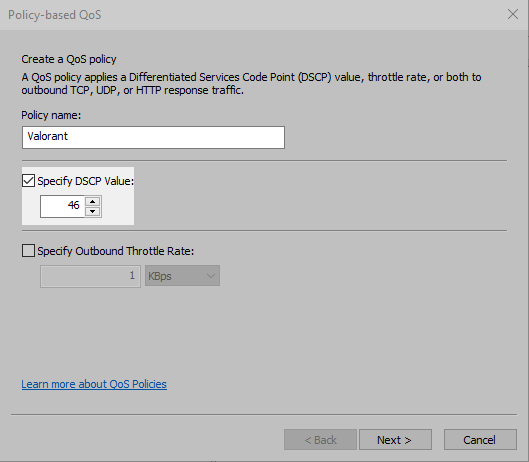 Policy-based QoS
Create a QoS policy
A QoS policy applies a Differentiated Services Code Point (DSCP) value, throttle rate, or both to
outbound TCP, UDP, or HTTP response traffic.
Policy name:
Valorant
Specify DSCP Value:
46
Specify Outbound Throttle Rate:
1 KBps
Learn more about QoS Policies
< Back Next > Cancel